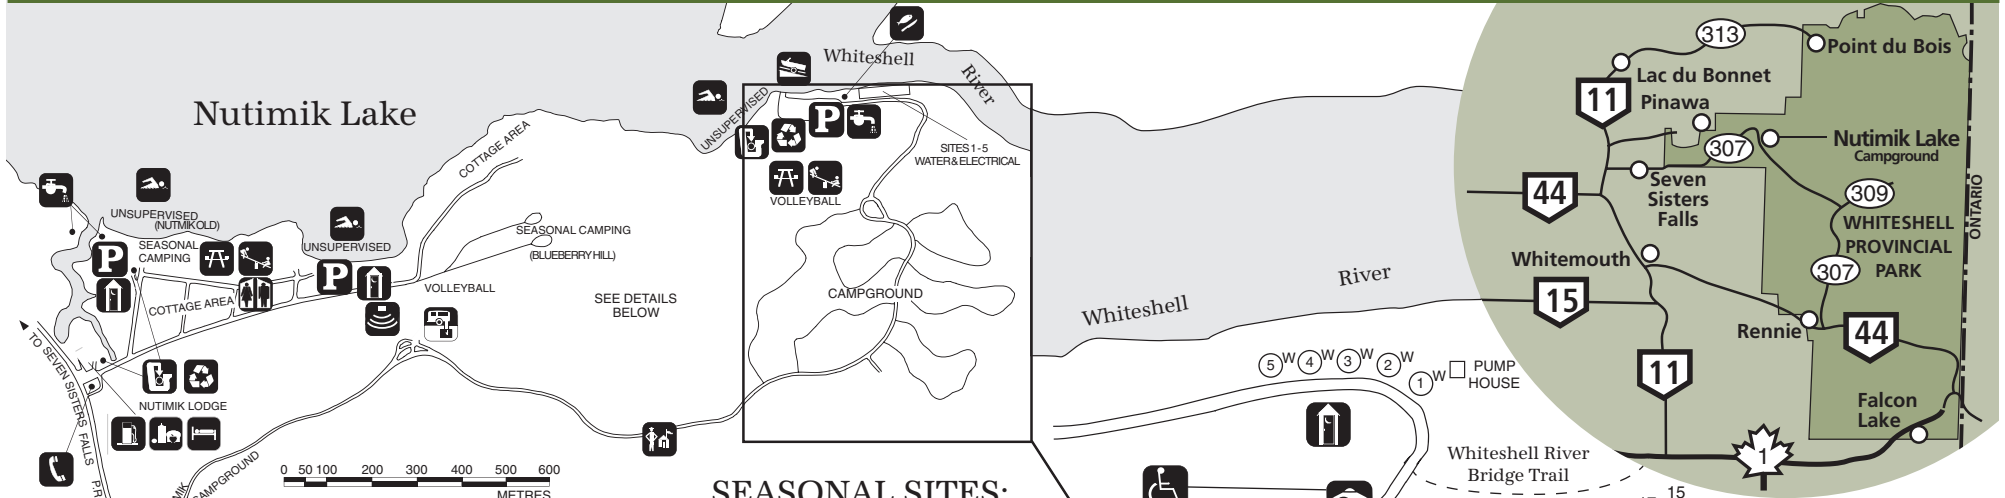 Nutimik Lake
Whiteshell
River
UNSUPERVISED
COTTAGE AREA
P
SITES 1 - 5
WATER & ELECTRICAL
VOLLEYBALL
UNSUPERVISED
(NUTIMIK OLD)
SEASONAL
CAMPING
P
UNSUPERVISED
P
COTTAGE AREA
SEASONAL CAMPING
(BLUEBERRY HILL)
VOLLEYBALL
SEE DETAILS
BELOW
CAMPGROUND
TO SEVEN SISTERS FALLS
P.R
NUTIMIK LODGE
CAMPGROUND
0 50 100 200 300 400 500 600
METRES
SEASONAL SITES:
Whiteshell
River
5 W 4 W 3 W 2 W
1 W
PUMP
HOUSE
Whiteshell River
Bridge Trail
15
313
Point du Bois
Lac du Bonnet
11
Pinawa
307
Nutimik Lake
Campground
Seven
Sisters
Falls
44
309
ONTARIO
WHITESHELL
PROVINCIAL
PARK
Whitemouth
307
15
Rennie
44
11
Falcon
Lake
1